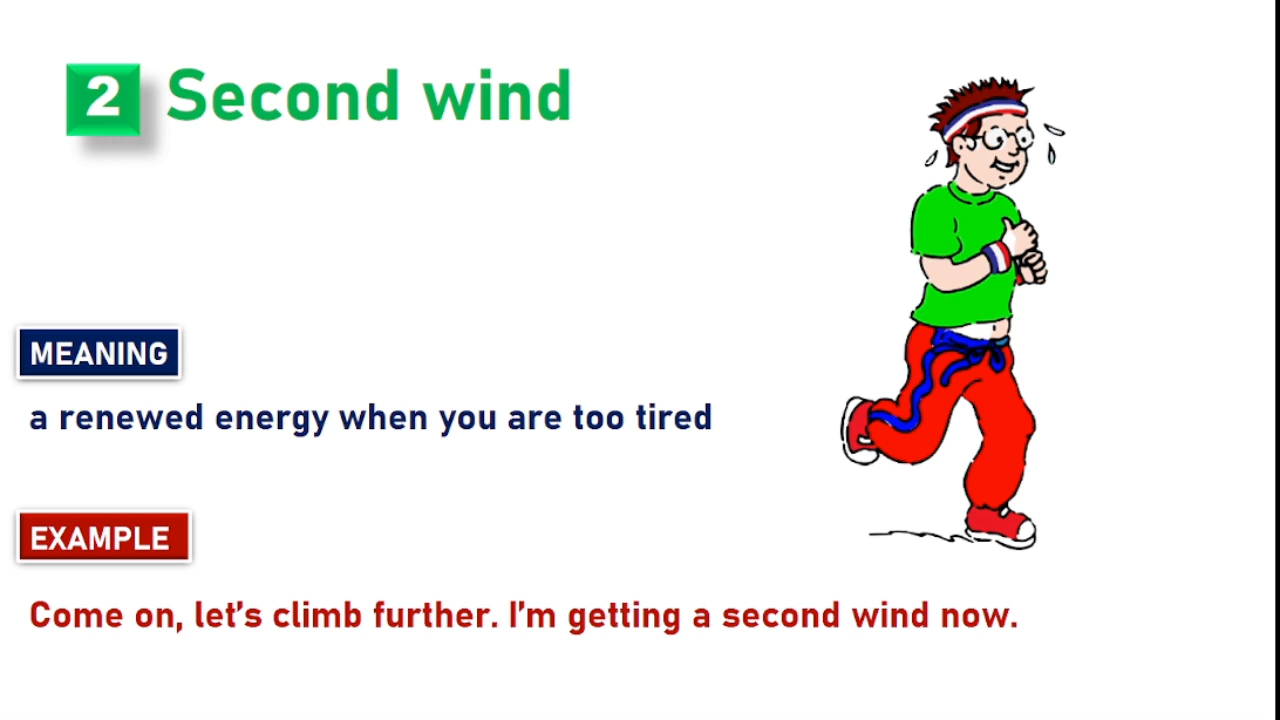 2 Second wind
MEANING
a renewed energy when you are too tired
EXAMPLE
Come on, let's climb further. I'm getting a second wind now.